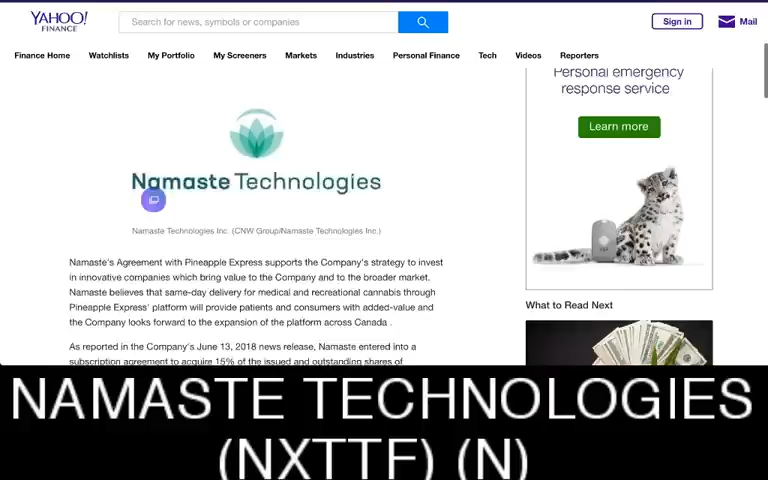 YAHOO!
FINANCE
Search for news, symbols or companies
Sign in
Mail
Finance Home Watchlists My Portfolio My Screeners Markets Industries Personal Finance Tech Videos Reporters
Personal emergency
response service
Learn more
Namaste Technologies
Namaste Technologies Inc. (CNW Group/Namaste Technologies Inc.)
Namaste's Agreement with Pineapple Express supports the Company's strategy to invest
in innovative companies which bring value to the Company and to the broader market.
Namaste believes that same-day delivery for medical and recreational cannabis through
Pineapple Express' platform will provide patients and consumers with added-value and
the Company looks forward to the expansion of the platform across Canada .
As reported in the Company's June 13, 2018 news release, Namaste entered into a
subscription agreement to acquire 15% of the issued and outstanding shares of
What to Read Next
NAMASTE TECHNOLOGIES
(NXTTF) (N)